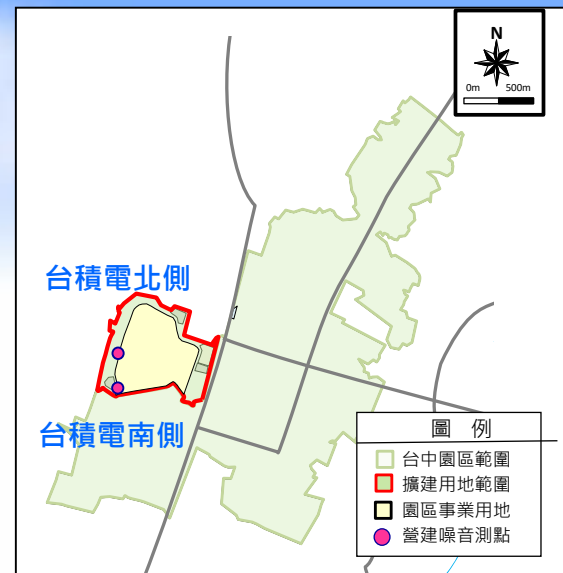 N
0m 500m
台積電北側
台積電南側
圖 例
台中園區範圍
擴建用地範圍
園區事業用地
營建噪音測點